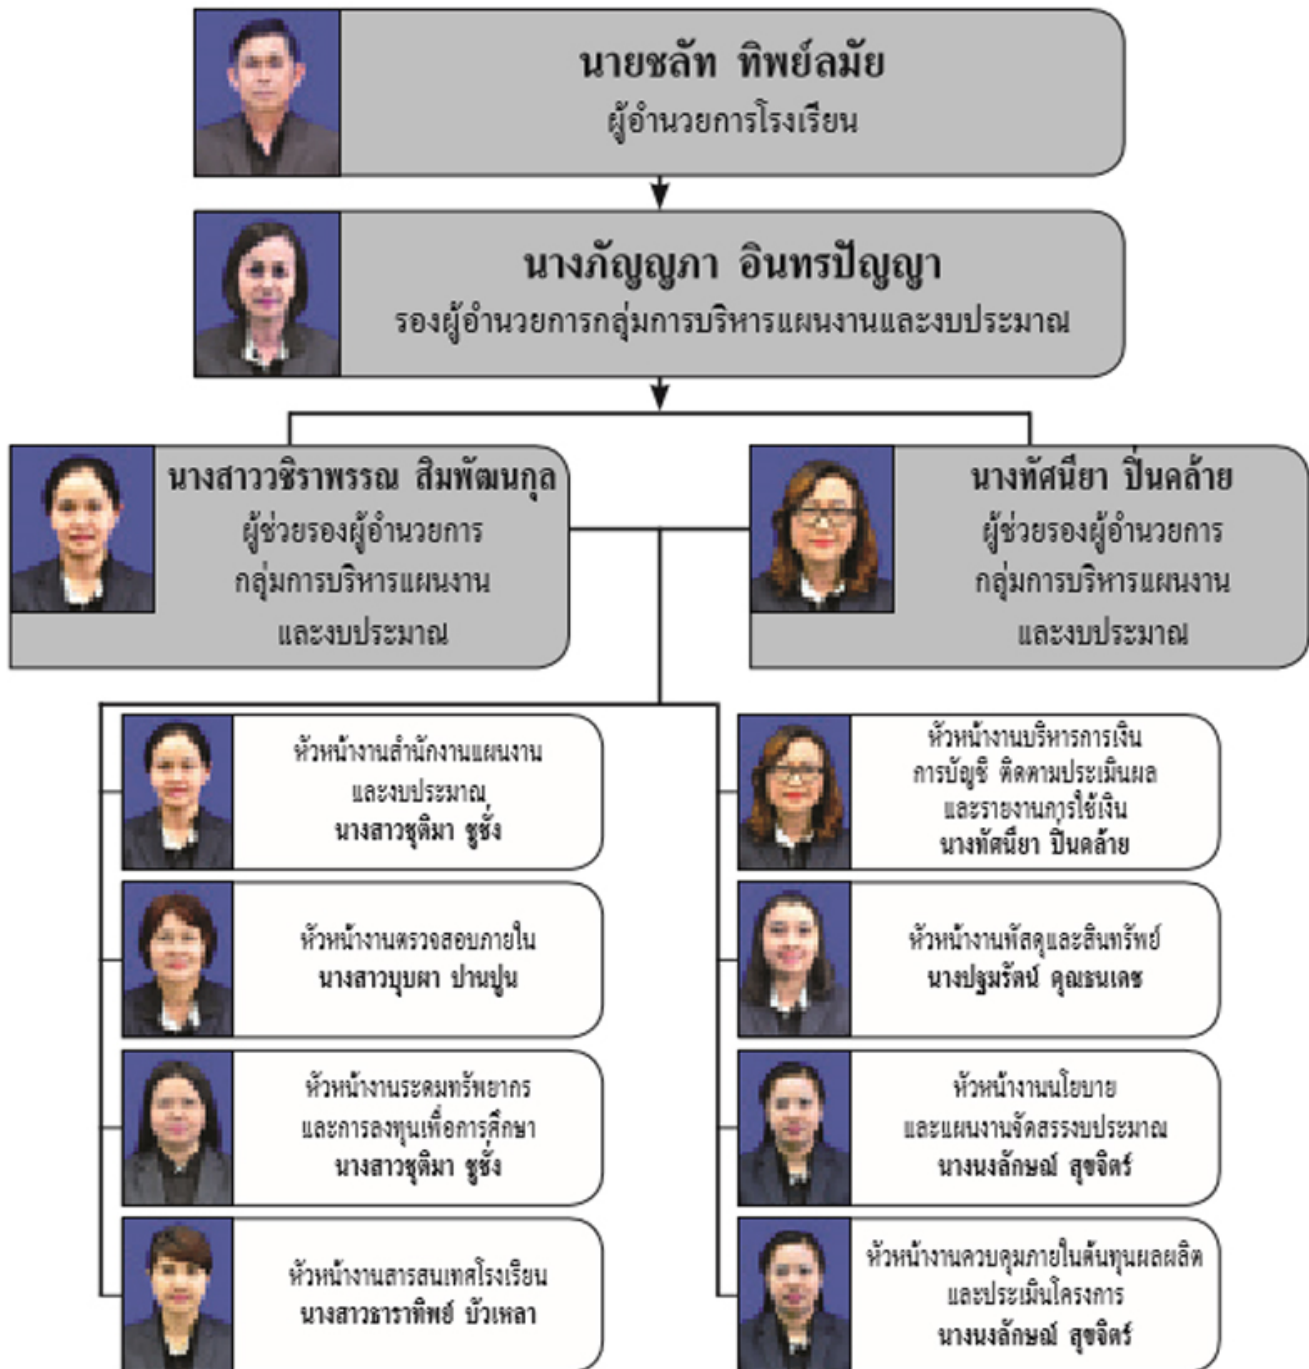 นายชลัท ทิพย์ลมัย
ผู้อำนวยการโรงเรียน
นางภัญญภา อินทรปัญญา
รองผู้อำนวยการกลุ่มการบริหารแผนงานและงบประมาณ
นางสาววชิราพรรณ สิมพัฒนกุล
ผู้ช่วยรองผู้อำนวยการ
กลุ่มการบริหารแผนงาน
และงบประมาณ
นางทัศนียา ปิ่นคล้าย
ผู้ช่วยรองผู้อำนวยการ
กลุ่มการบริหารแผนงาน
และงบประมาณ
หัวหน้างานสำนักงานแผนงาน
และงบประมาณ
นางสาวชุติมา ชูชั่ง
หัวหน้างานบริหารการเงิน
การบัญชี ติดตามประเมินผล
และรายงานการใช้เงิน
นางทัศนียา ปิ่นคล้าย
หัวหน้างานตรวจสอบภายใน
นางสาวบุบผา ปานปูน
หัวหน้างานพัสดุและสินทรัพย์
นางปฐมรัตน์ คุณธนเดช
หัวหน้างานระดมทรัพยากร
และการลงทุนเพื่อการศึกษา
นางสาวชุติมา ชูชั่ง
หัวหน้างานนโยบาย
และแผนงานจัดสรรงบประมาณ
นางนงลักษณ์ สุขจิตร์
หัวหน้างานสารสนเทศโรงเรียน
นางสาวธาราทิพย์ บัวเหลา
หัวหน้างานควบคุมภายในต้นทุนผลผลิต
และประเมินโครงการ
นางนงลักษณ์ สุขจิตร์